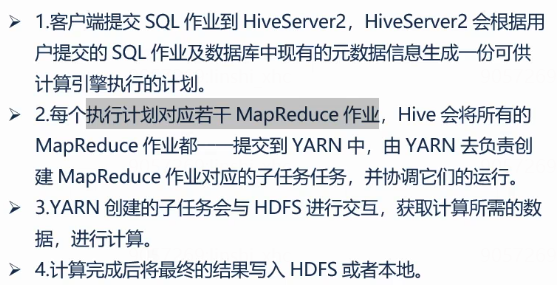 ➢ 1.客户端提交 SQL 作业到 HiveServer2，HiveServer2 会根据用
户提交的 SQL 作业及数据库中现有的元数据信息生成一份可供
计算引擎执行的计划。
➢ 2.每个执行计划对应若干 MapReduce 作业，Hive 会将所有的
MapReduce 作业都一一提交到 YARN 中，由 YARN 去负责创
建 MapReduce 作业对应的子任务任务，并协调它们的运行。
➢ 3.YARN 创建的子任务会与 HDFS 进行交互，获取计算所需的数
据，进行计算。
➢ 4.计算完成后将最终的结果写入 HDFS 或者本地。